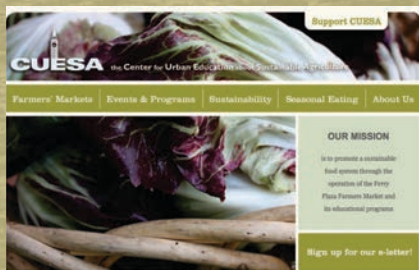 Support CUESA
CUESA the Center for Urban Education about Sustainable Agriculture
Farmers' Markets Events & Programs Sustainability Seasonal Eating About Us
OUR MISSION
is to promote a sustainable
food system through the
operation of the Ferry
Plaza Farmers Market and
its educational programs
Sign up for our e-letter!